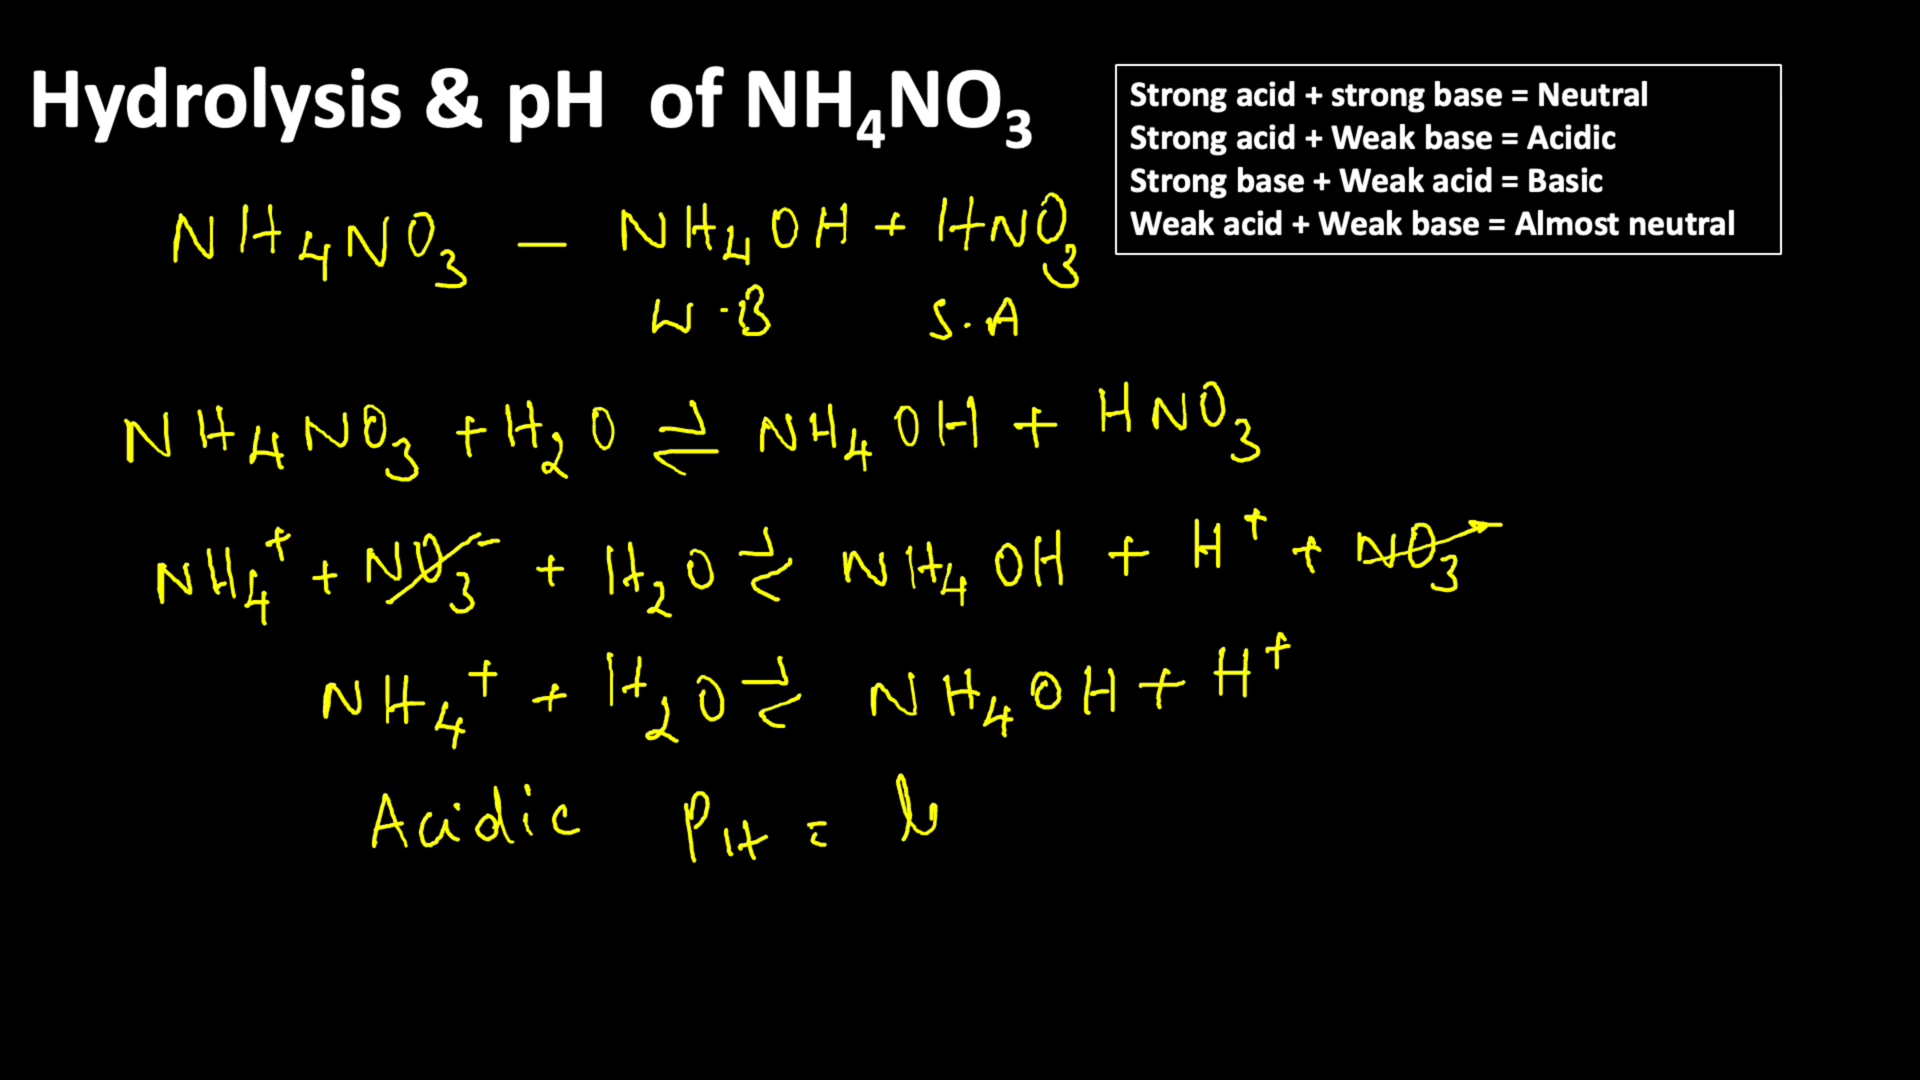 Hydrolysis & pH of NH₄NO₃
Strong acid + strong base = Neutral
Strong acid + Weak base = Acidic
Strong base + Weak acid = Basic
Weak acid + Weak base = Almost neutral
NH₄NO₃ — NH₄OH + HNO₃
W.B S.A
NH₄NO₃ + H₂O ⇌ NH₄OH + HNO₃
NH₄⁺ + NO₃⁻ + H₂O ⇌ NH₄OH + H⁺ + NO₃
NH₄⁺ + H₂O ⇌ NH₄OH + H⁺
Acidic PH =